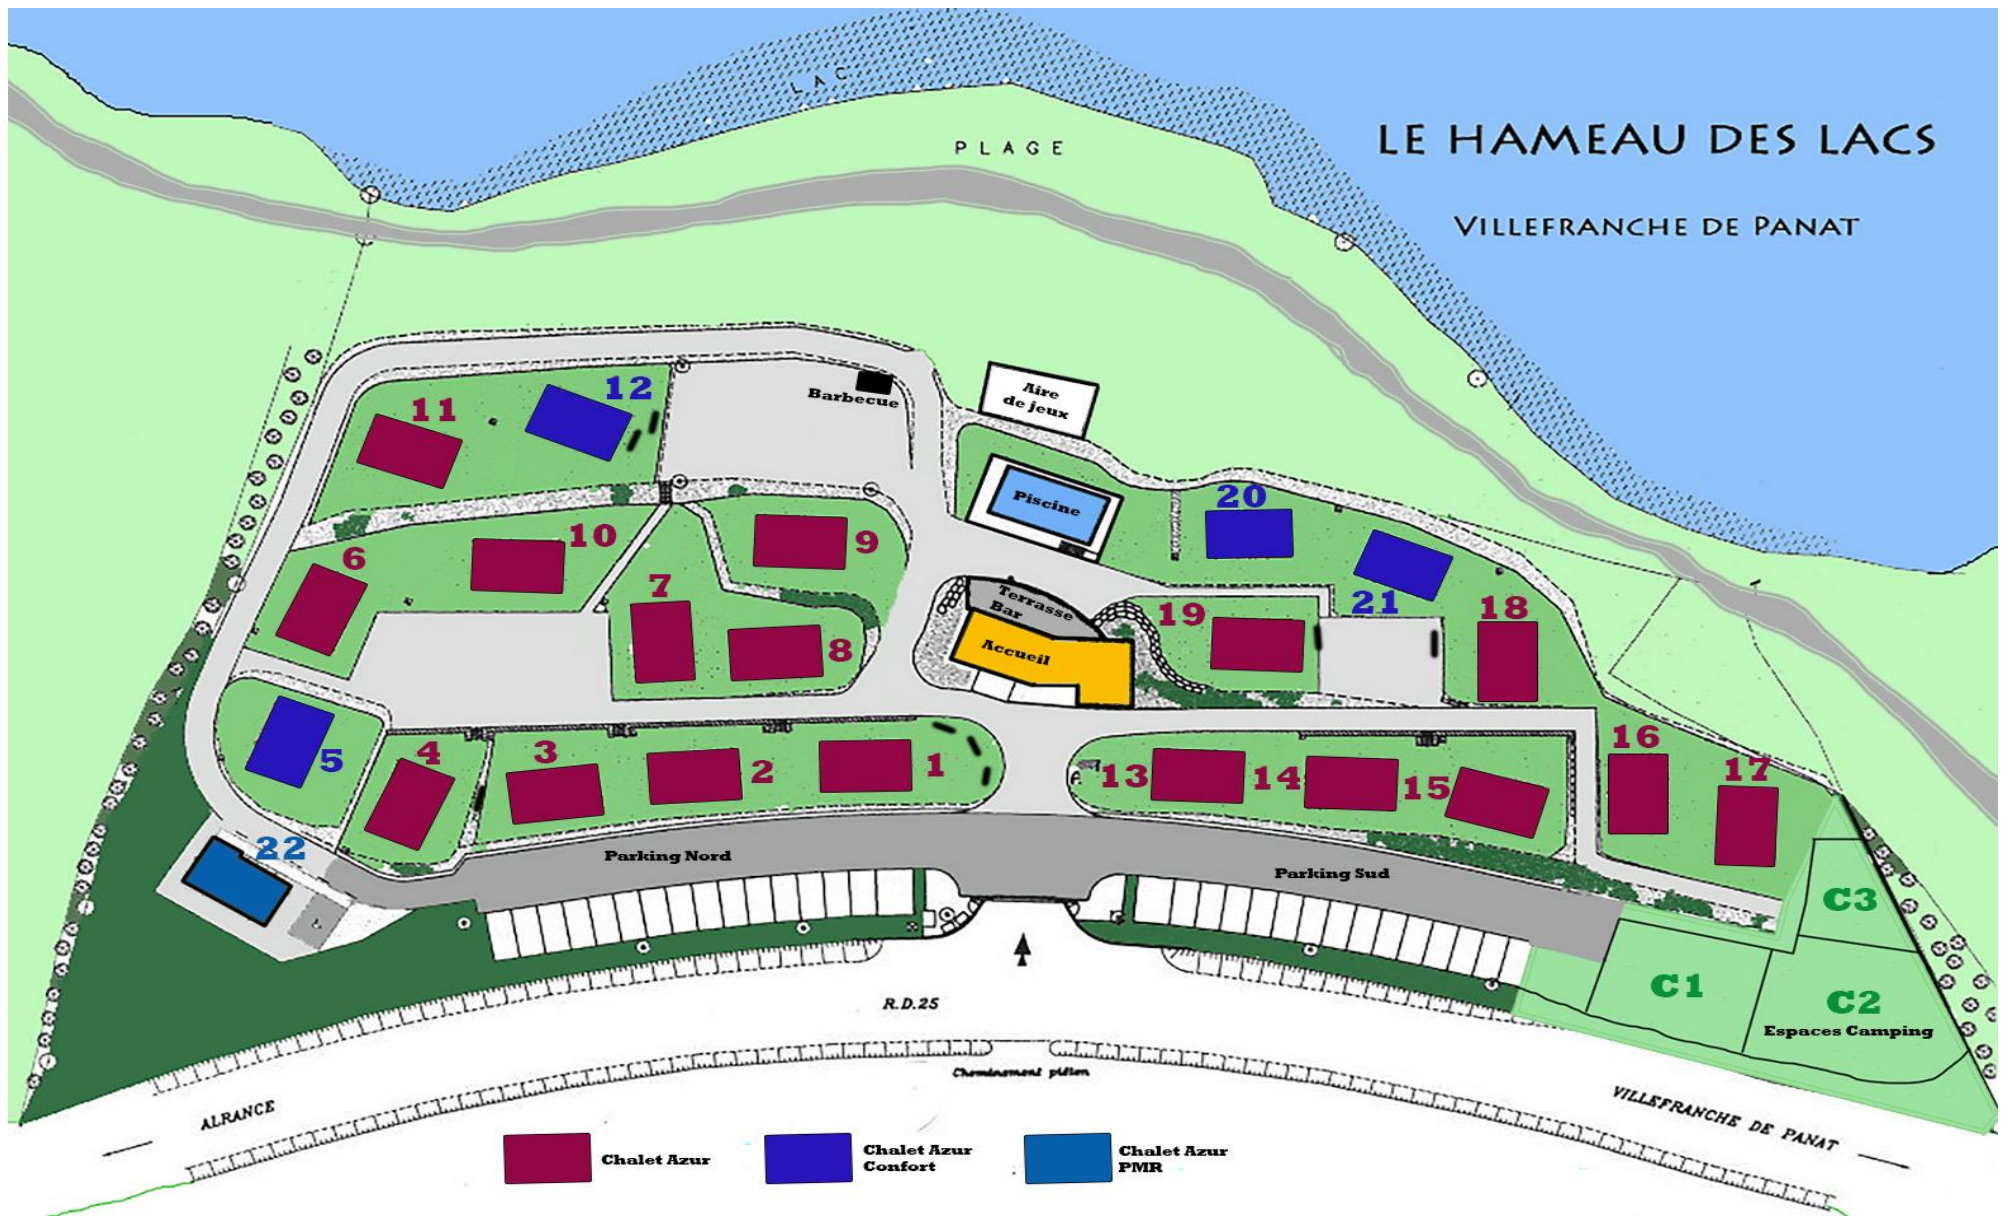 LAC
PLAGE
LE HAMEAU DES LACS
VILLEFRANCHE DE PANAT
Barbecue
Aire
de jeux
11
12
Piscine
20
6
10
9
7
21
18
Terrasse
Bar
19
8
Accueil
5
4
3
2
1
13
14
15
16
17
22
Parking Nord
Parking Sud
C3
C1
C2
Espaces Camping
R.D.25
Cheminement piéton
ALRANCE
VILLEFRANCHE DE PANAT
Chalet Azur
Chalet Azur
Confort
Chalet Azur
PMR